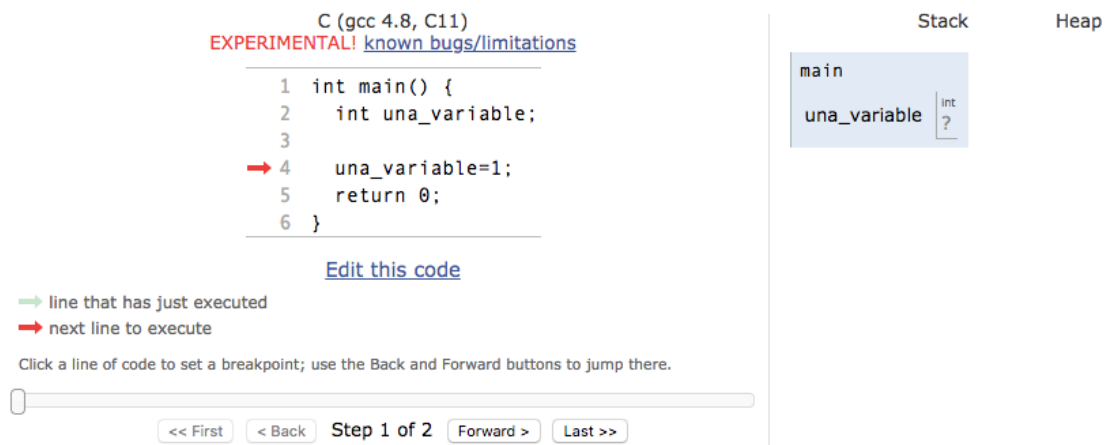 C (gcc 4.8, C11)
EXPERIMENTAL! known bugs/limitations
1 int main() {
2 int una_variable;
3
4 una_variable=1;
5 return 0;
6 }
Edit this code
line that has just executed
next line to execute
Click a line of code to set a breakpoint; use the Back and Forward buttons to jump there.
<< First < Back Step 1 of 2 Forward > Last >>
Stack Heap
main
int
una_variable ?